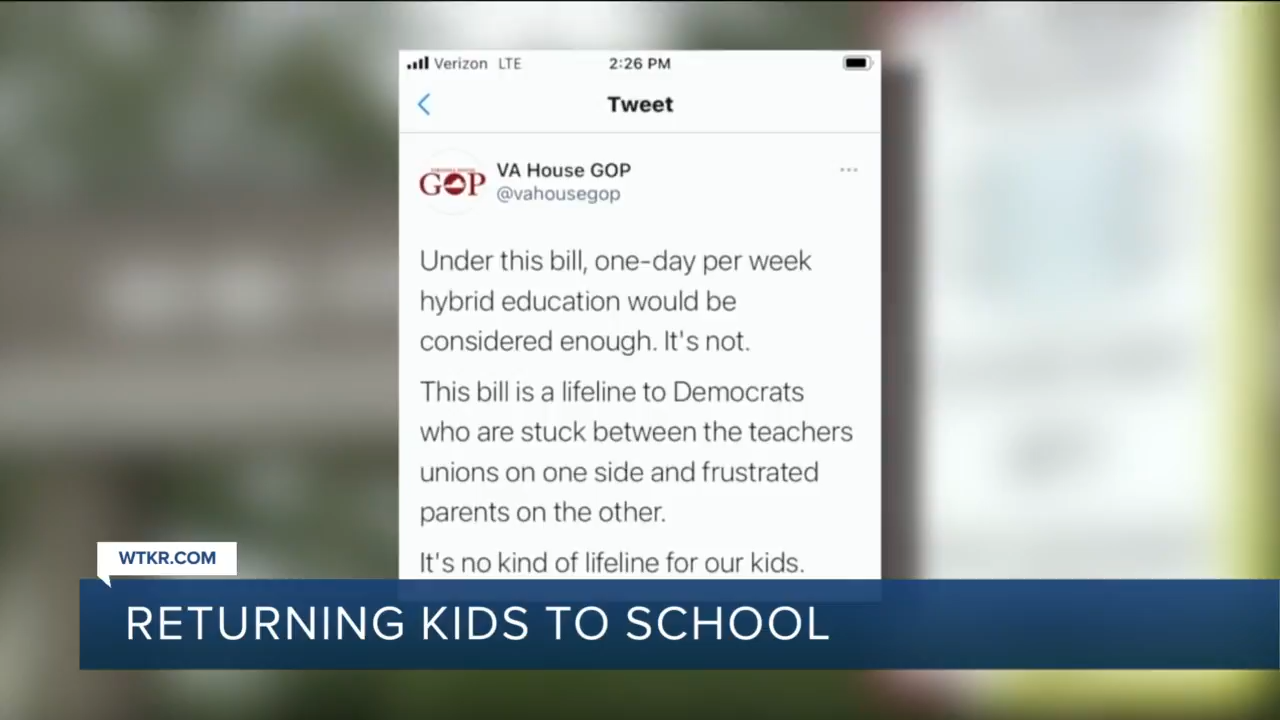 Verizon LTE 2:26 PM
Tweet
GOP
VA House GOP
@vahousegop
Under this bill, one-day per week
hybrid education would be
considered enough. It's not.
This bill is a lifeline to Democrats
who are stuck between the teachers
unions on one side and frustrated
parents on the other.
It's no kind of lifeline for our kids.
WTKR.COM
RETURNING KIDS TO SCHOOL